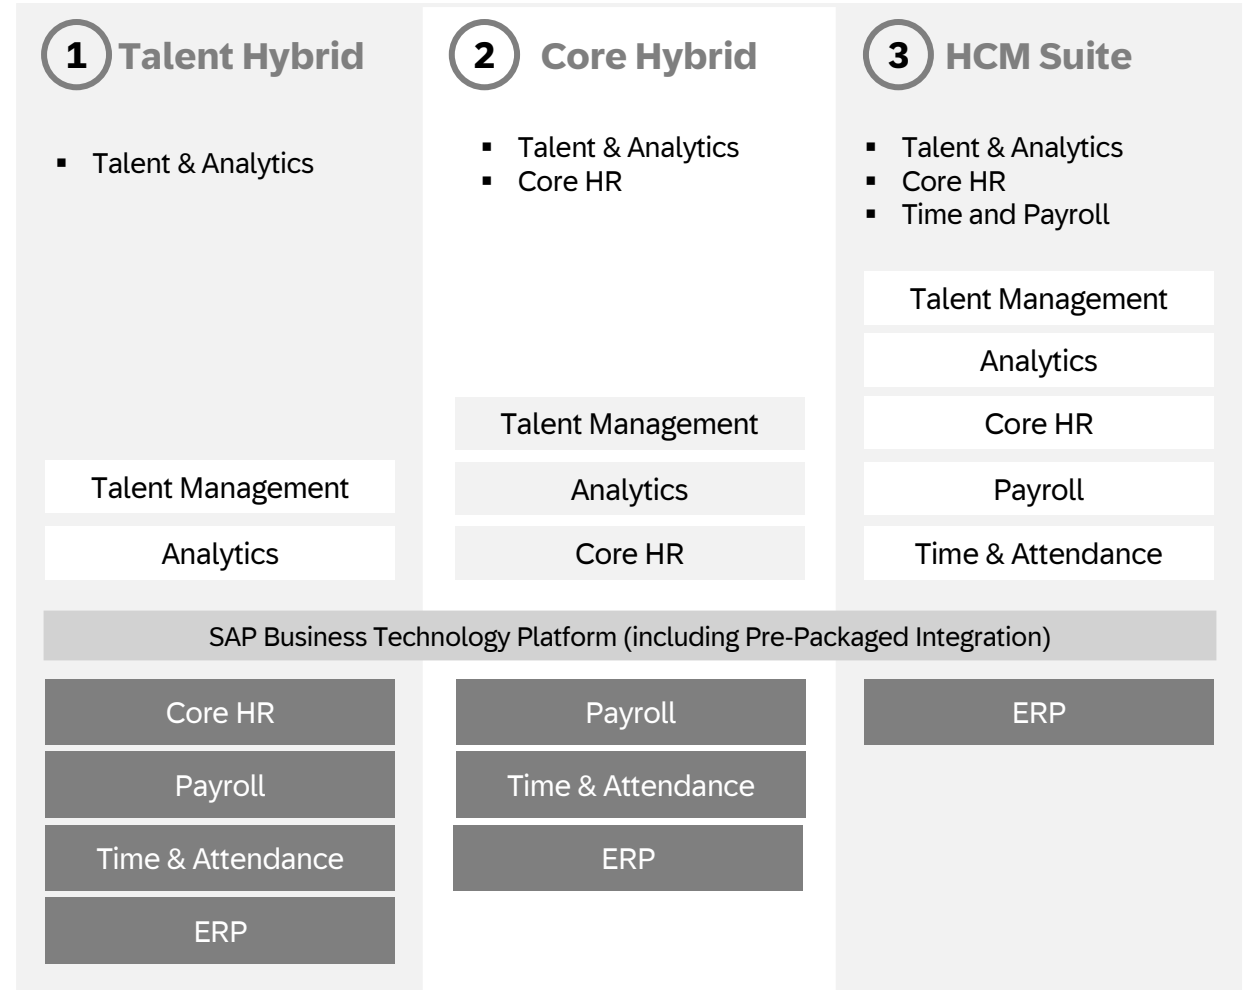 1 Talent Hybrid
▪ Talent & Analytics
Talent Management
Analytics
2 Core Hybrid
▪ Talent & Analytics
▪ Core HR
Talent Management
Analytics
Core HR
3 HCM Suite
▪ Talent & Analytics
▪ Core HR
▪ Time and Payroll
Talent Management
Analytics
Core HR
Payroll
Time & Attendance
SAP Business Technology Platform (including Pre-Packaged Integration)
Core HR
Payroll
Time & Attendance
ERP
Payroll
Time & Attendance
ERP
ERP